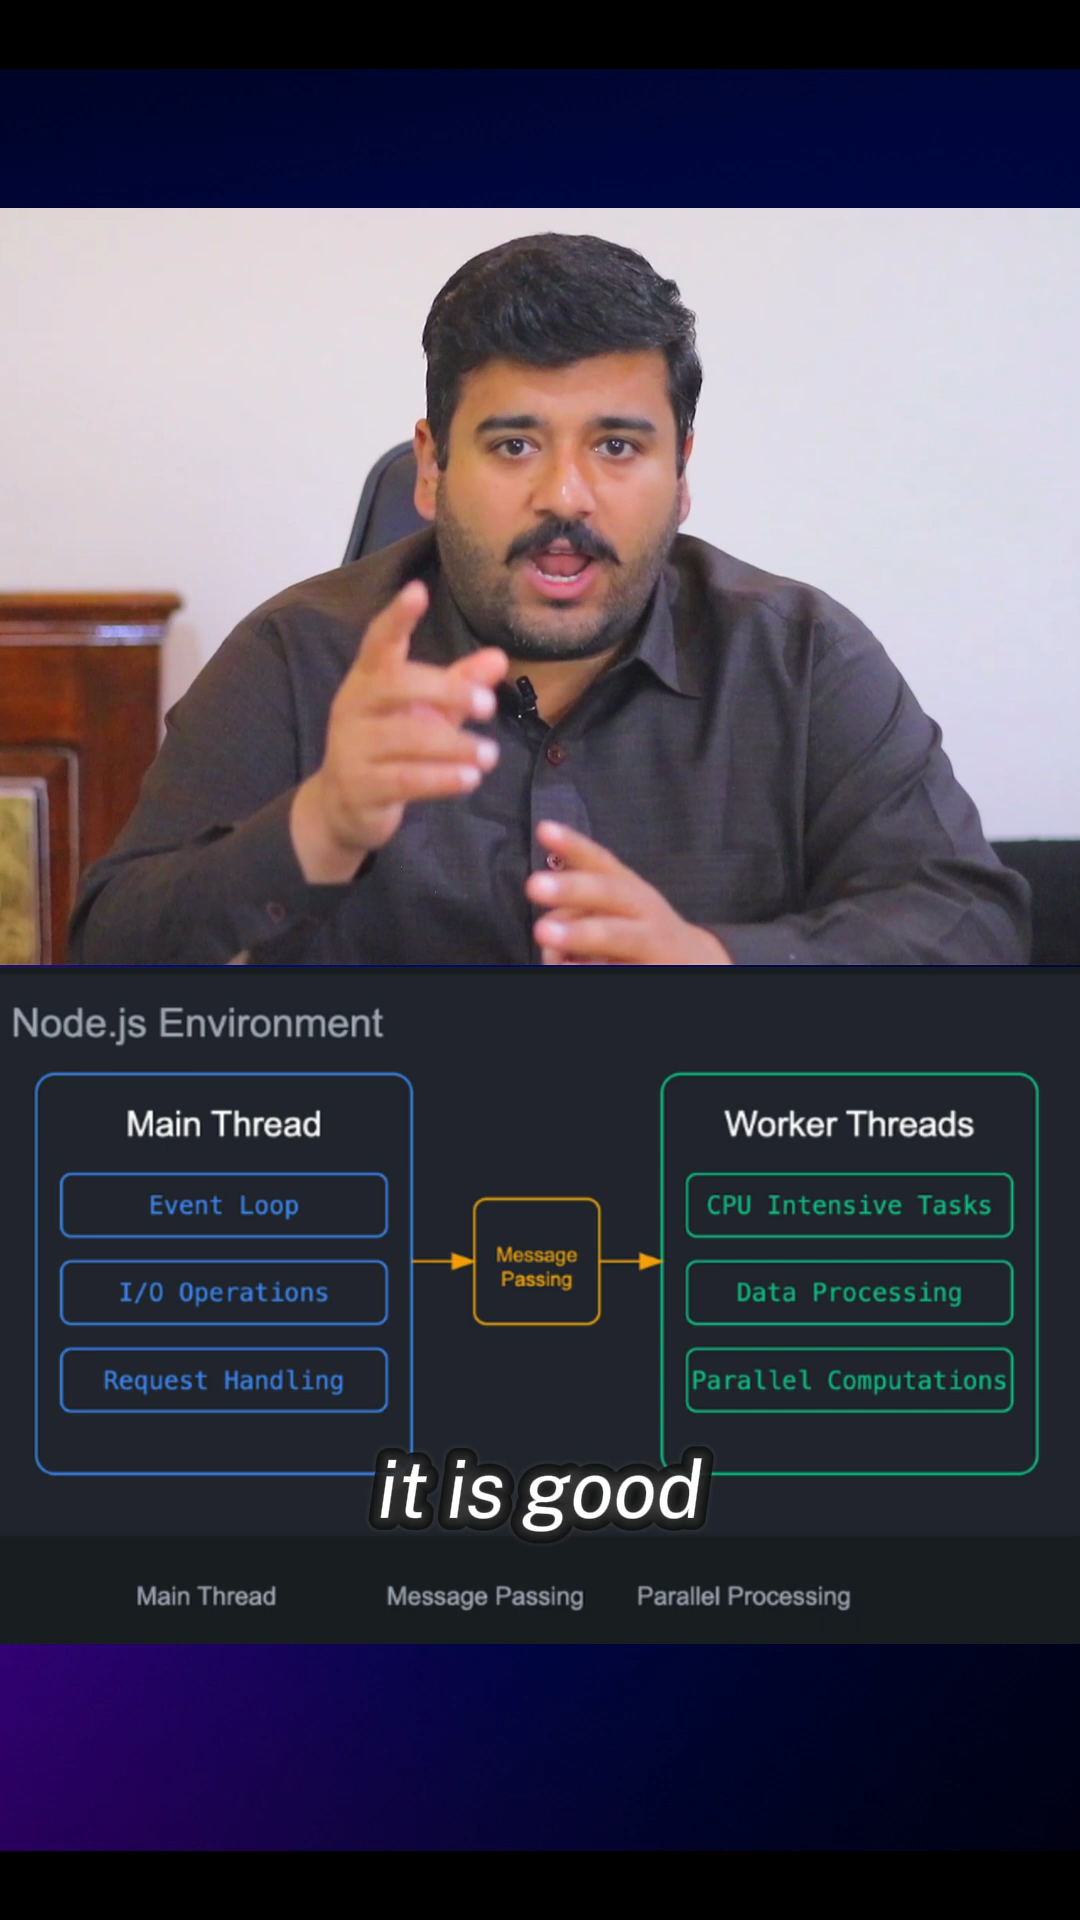 Node.js Environment
Main Thread
Event Loop
I/O Operations
Request Handling
Message
Passing
Worker Threads
CPU Intensive Tasks
Data Processing
Parallel Computations
it is good
Main Thread
Message Passing
Parallel Processing